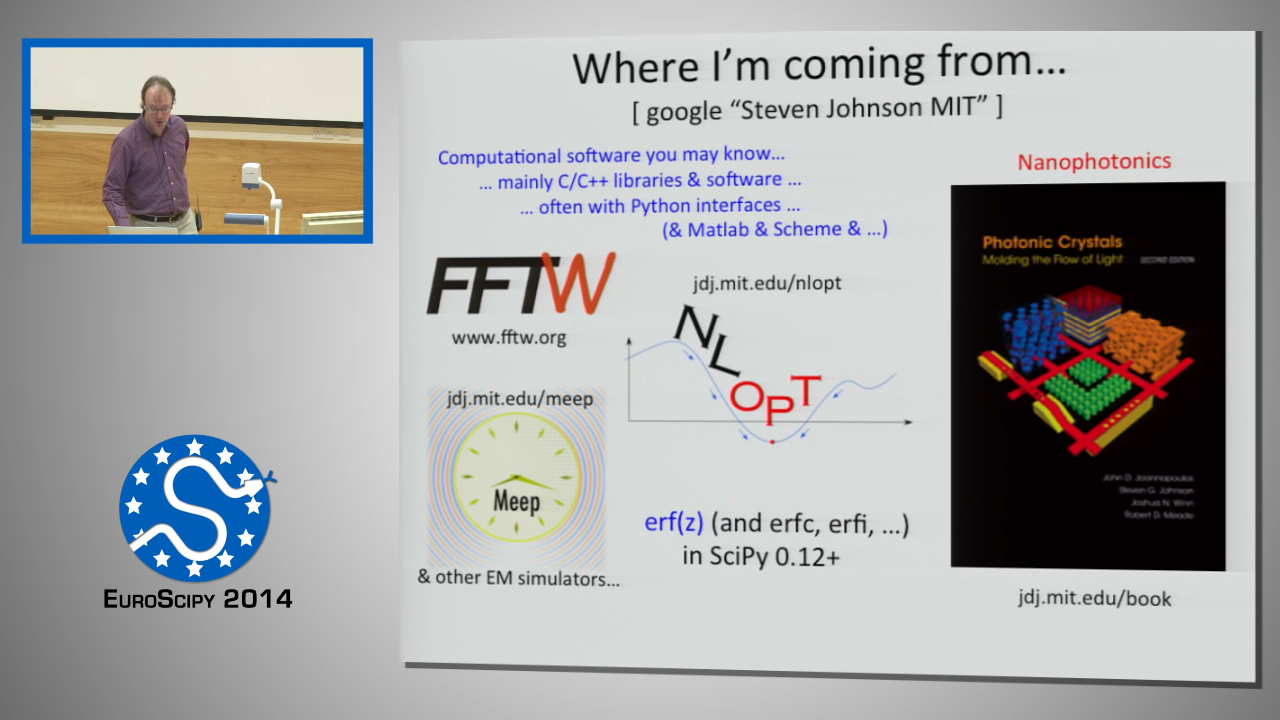 Where I'm coming from...
[ google “Steven Johnson MIT” ]
Computational software you may know...
... mainly C/C++ libraries & software ...
... often with Python interfaces ...
(& Matlab & Scheme & ...)
FFTW
www.fftw.org
jdj.mit.edu/nlopt
NLOPT
jdj.mit.edu/meep
Meep
& other EM simulators...
erf(z) (and erfc, erfi, ...)
in SciPy 0.12+
Nanophotonics
Photonic Crystals
Molding the Flow of Light
SECOND EDITION
John D. Joannopoulos
Steven G. Johnson
Joshua N. Winn
Robert D. Meade
jdj.mit.edu/book
EuroScipy 2014